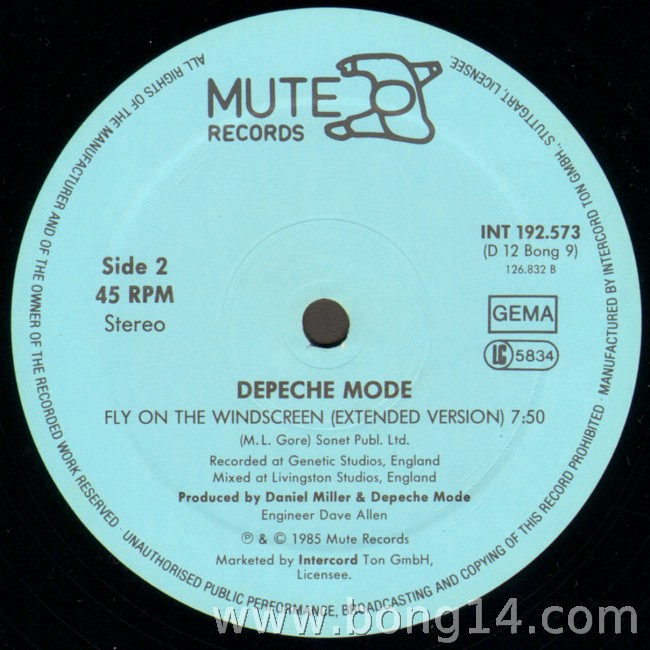 MUTE
RECORDS
Side 2
45 RPM
Stereo
INT 192.573
(D 12 Bong 9)
126.832 B
GEMA
LC 5834
DEPECHE MODE
FLY ON THE WINDSCREEN (EXTENDED VERSION) 7:50
(M. L. Gore) Sonet Publ. Ltd.
Recorded at Genetic Studios, England
Mixed at Livingston Studios, England
Produced by Daniel Miller & Depeche Mode
Engineer Dave Allen
℗ & © 1985 Mute Records
Marketed by Intercord Ton GmbH,
Licensee.
ALL RIGHTS OF THE MANUFACTURER AND OF THE OWNER OF THE RECORDED WORK RESERVED · UNAUTHORISED PUBLIC PERFORMANCE, BROADCASTING AND COPYING OF THIS RECORD PROHIBITED · MANUFACTURED BY INTERCORD TON GMBH, STUTTGART, LICENSEE.
www.bong14.com